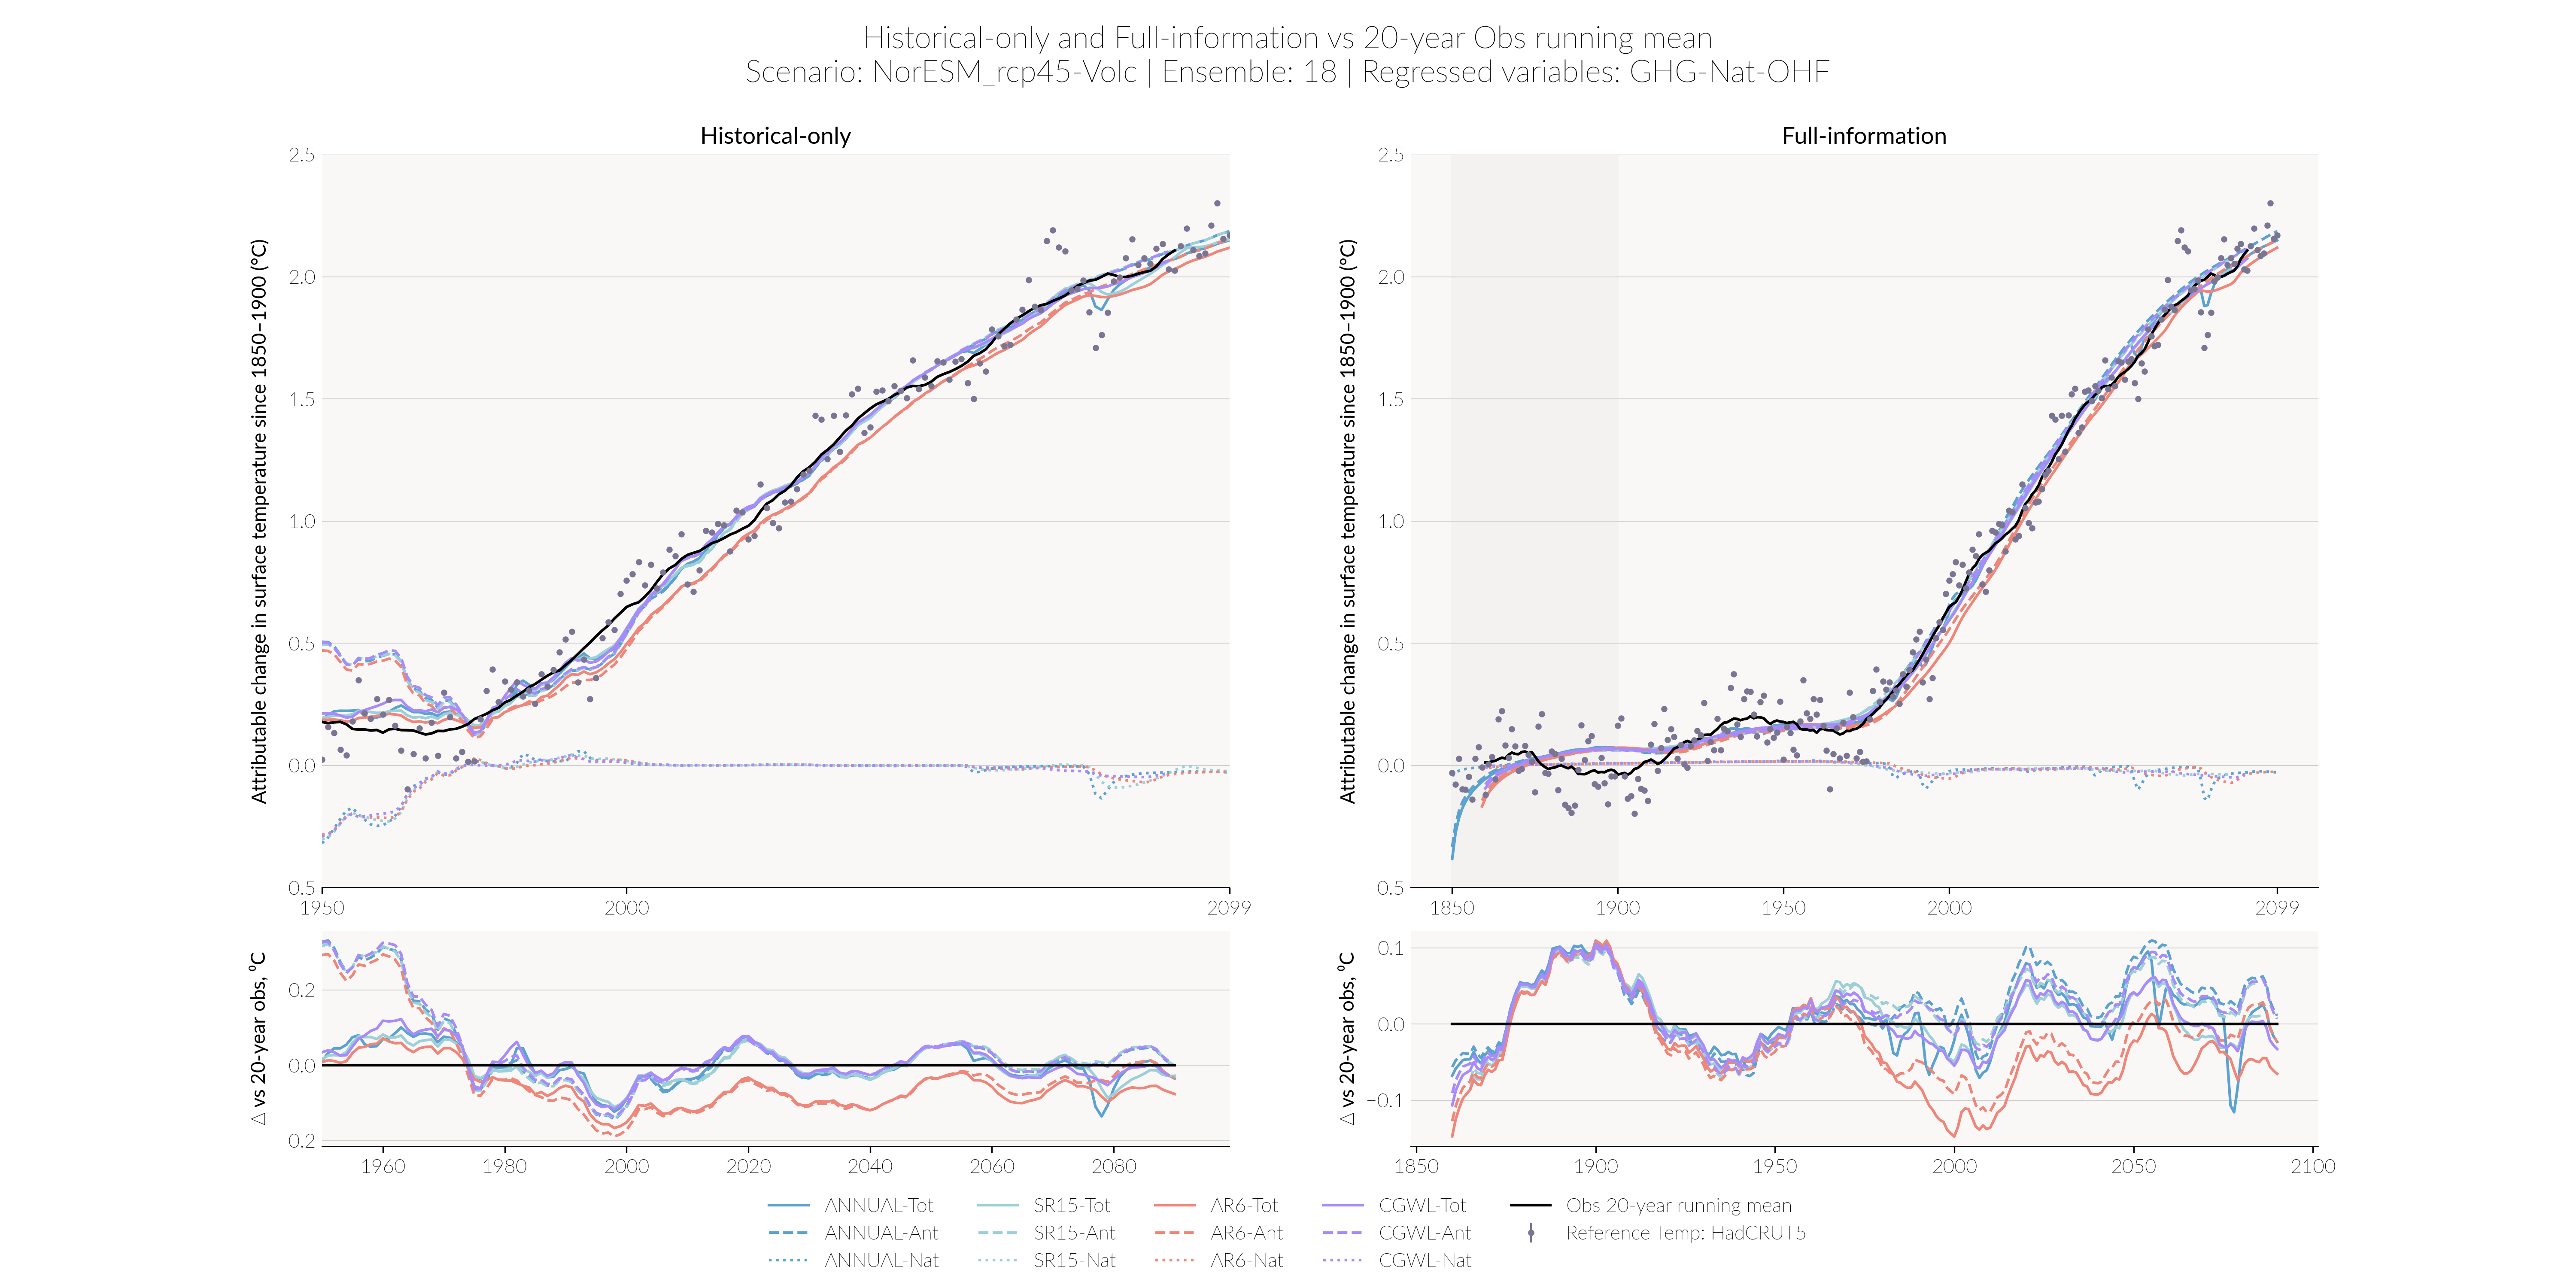 Historical-only and Full-information vs 20-year Obs running mean
Scenario: NorESM_rcp45-Volc | Ensemble: 18 | Regressed variables: GHG-Nat-OHF
Historical-only
Attributable change in surface temperature since 1850–1900 (°C)
2.5
2.0
1.5
1.0
0.5
0.0
−0.5
1950 2000 2099
Δ vs 20-year obs, °C
0.2
0.0
−0.2
1960 1980 2000 2020 2040 2060 2080
Full-information
Attributable change in surface temperature since 1850–1900 (°C)
2.5
2.0
1.5
1.0
0.5
0.0
−0.5
1850 1900 1950 2000 2099
Δ vs 20-year obs, °C
0.1
0.0
−0.1
1850 1900 1950 2000 2050 2100
ANNUAL-Tot SR15-Tot AR6-Tot CGWL-Tot Obs 20-year running mean
ANNUAL-Ant SR15-Ant AR6-Ant CGWL-Ant Reference Temp: HadCRUT5
ANNUAL-Nat SR15-Nat AR6-Nat CGWL-Nat